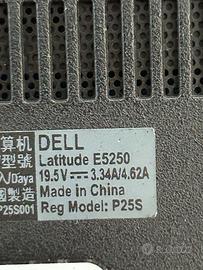 算机 DELL
型號 Latitude E5250
入/Daya 19.5V⎓3.34A/4.62A
國製造 Made in China
P25S001 Reg Model: P25S
subito